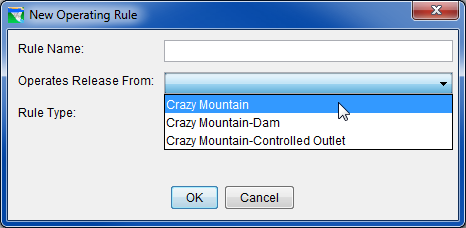 New Operating Rule
Rule Name:
Operates Release From:
Crazy Mountain
Rule Type:
Crazy Mountain-Dam
Crazy Mountain-Controlled Outlet
OK Cancel